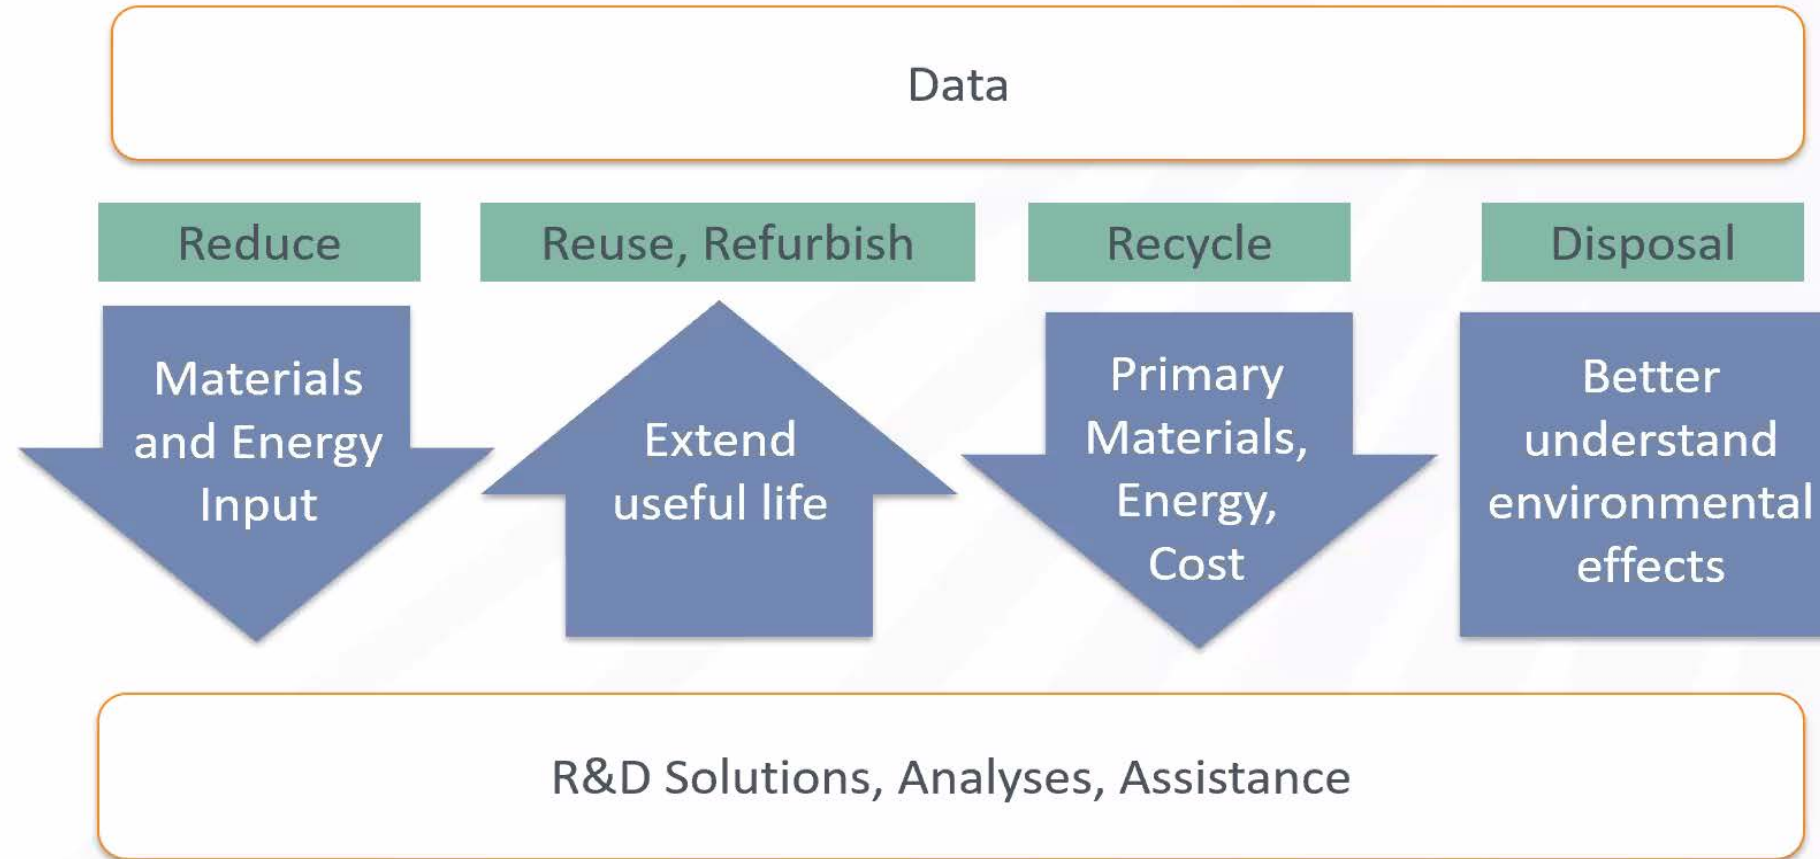 Data
Reduce
Reuse, Refurbish
Recycle
Disposal
Materials
and Energy
Input
Extend
useful life
Primary
Materials,
Energy,
Cost
Better
understand
environmental
effects
R&D Solutions, Analyses, Assistance